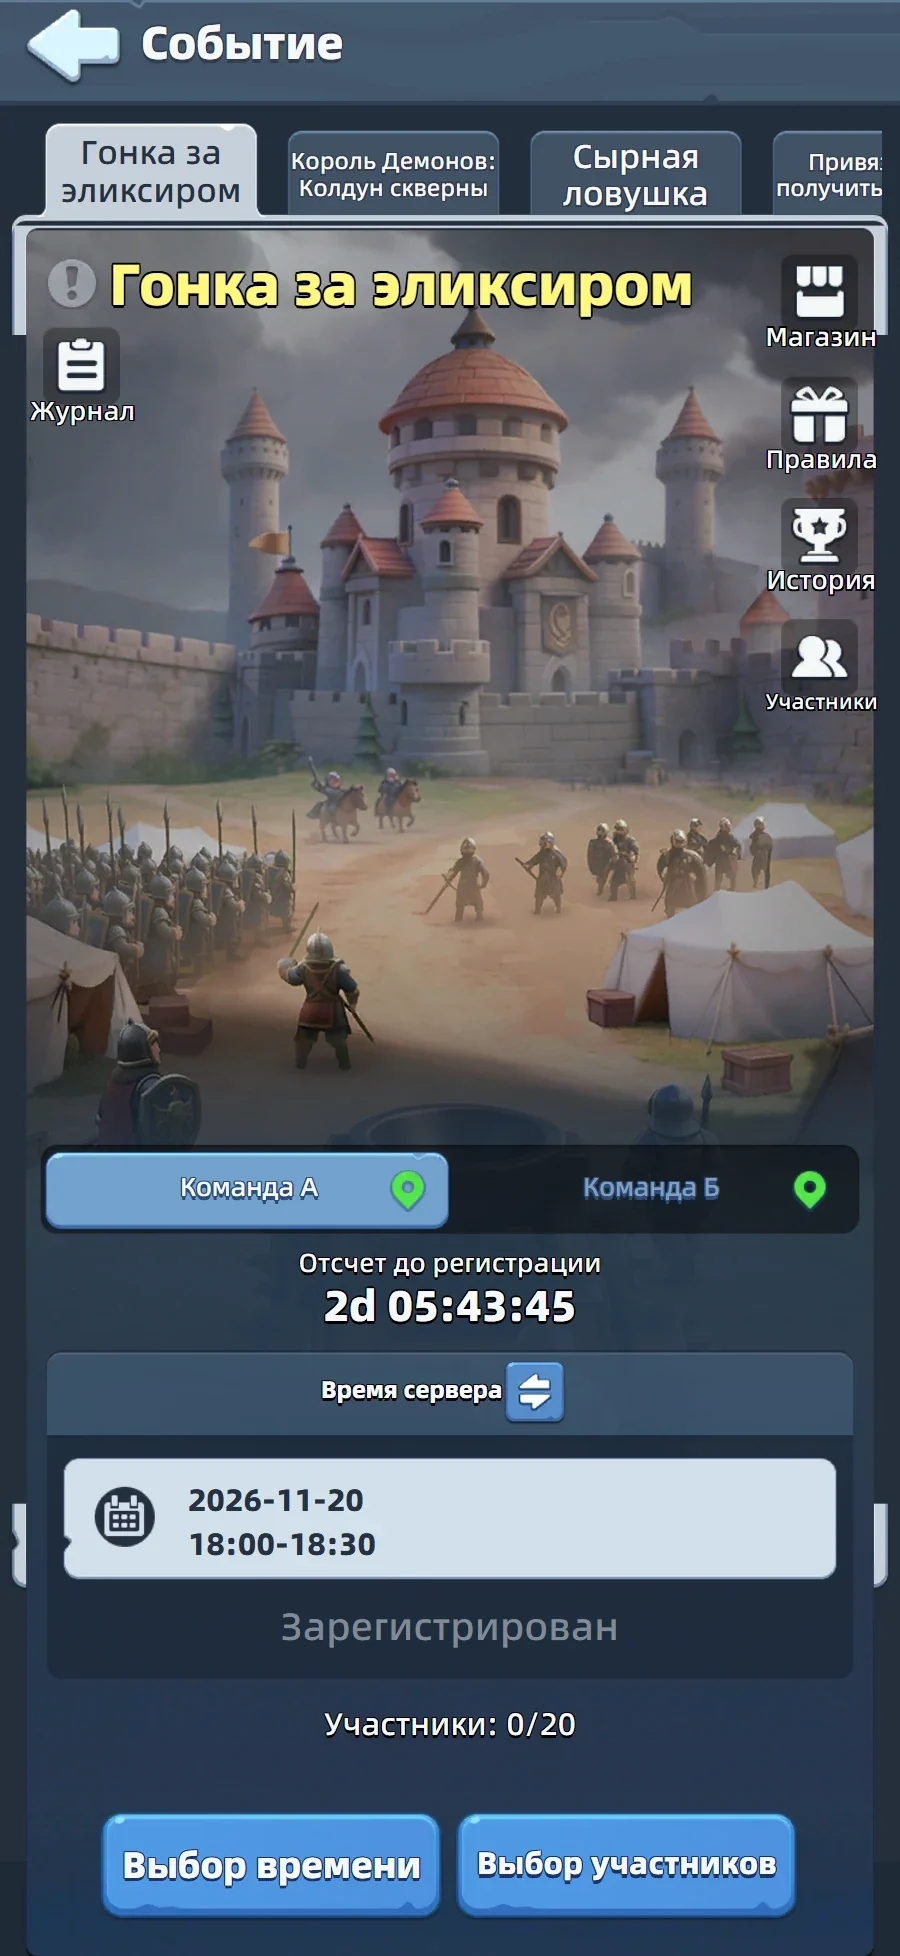 Событие
Гонка за
эликсиром
Король Демонов:
Колдун скверны
Сырная
ловушка
получить
Гонка за эликсиром
Магазин
Журнал
Правила
История
Участники
Команда А
Команда Б
Отсчет до регистрации
2d 05:43:45
Время сервера
2026-11-20
18:00-18:30
Зарегистрирован
Участники: 0/20
Выбор времени
Выбор участников